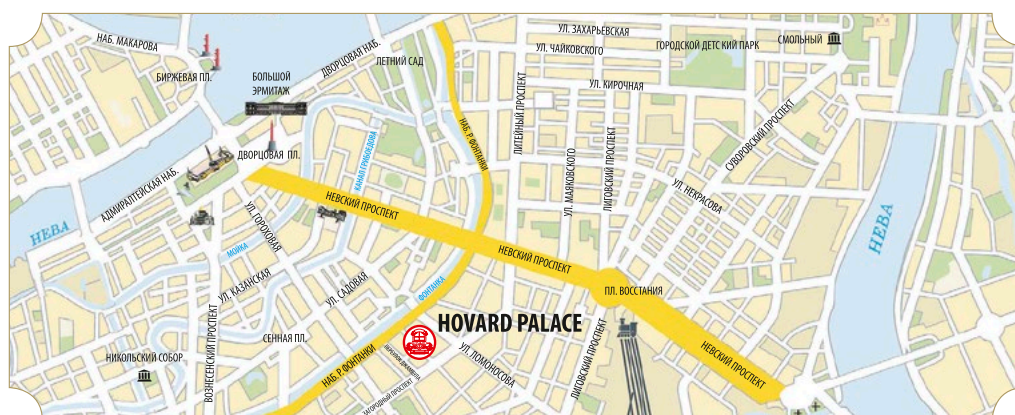 НАБ. МАКАРОВА
БИРЖЕВАЯ ПЛ.
БОЛЬШОЙ
ЭРМИТАЖ
ДВОРЦОВАЯ НАБ.
ЛЕТНИЙ САД
УЛ. ЗАХАРЬЕВСКАЯ
УЛ. ЧАЙКОВСКОГО
ГОРОДСКОЙ ДЕТС КИЙ ПАРК
СМОЛЬНЫЙ
УЛ. КИРОЧНАЯ
ЛИТЕЙНЫЙ ПРОСПЕКТ
НАБ. Р. ФОНТАНКИ
СУВОРОВСКИЙ ПРОСПЕКТ
ДВОРЦОВАЯ ПЛ.
КАНАЛ ГРИБОЕДОВА
УЛ. МАЯКОВСКОГО
ЛИГОВСКИЙ ПРОСПЕКТ
УЛ. НЕКРАСОВА
АДМИРАЛТЕЙСКАЯ НАБ.
НЕВСКИЙ ПРОСПЕКТ
УЛ. ГОРОХОВАЯ
НЕВА
НЕВА
МОЙКА
НЕВСКИЙ ПРОСПЕКТ
УЛ. КАЗАНСКАЯ
УЛ. САДОВАЯ
ФОНТАНКА
ПЛ. ВОССТАНИЯ
HOVARD PALACE
ВОЗНЕСЕНСКИЙ ПРОСПЕКТ
СЕННАЯ ПЛ.
НИКОЛЬСКИЙ СОБОР
НАБ. Р. ФОНТАНКИ
УЛ. ЛОМОНОСОВА
ЛИГОВСКИЙ ПРОСПЕКТ
НЕВСКИЙ ПРОСПЕКТ
ЗАГОРОДНЫЙ ПРОСПЕКТ